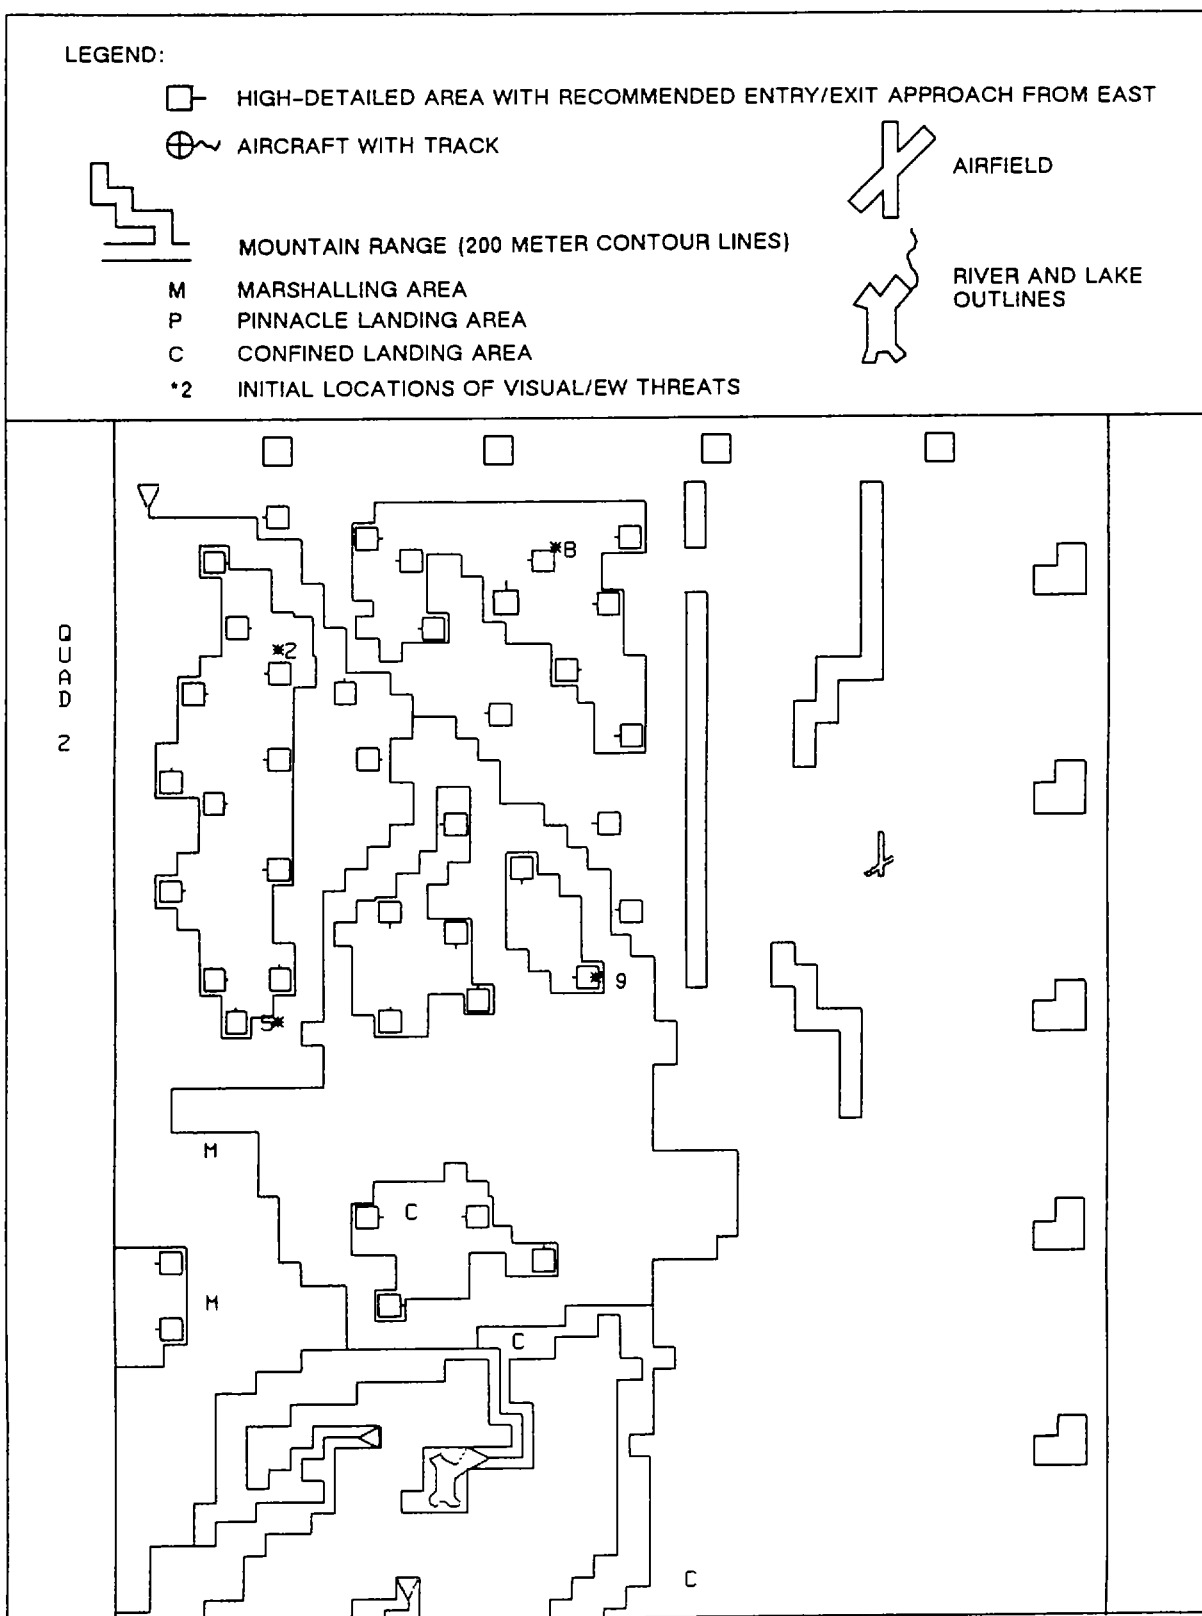 LEGEND:
HIGH-DETAILED AREA WITH RECOMMENDED ENTRY/EXIT APPROACH FROM EAST
AIRCRAFT WITH TRACK
AIRFIELD
MOUNTAIN RANGE (200 METER CONTOUR LINES)
RIVER AND LAKE
OUTLINES
M MARSHALLING AREA
P PINNACLE LANDING AREA
C CONFINED LANDING AREA
*2 INITIAL LOCATIONS OF VISUAL/EW THREATS
QUAD 2
*8
*2
*9
5*
M
C
M
C
C